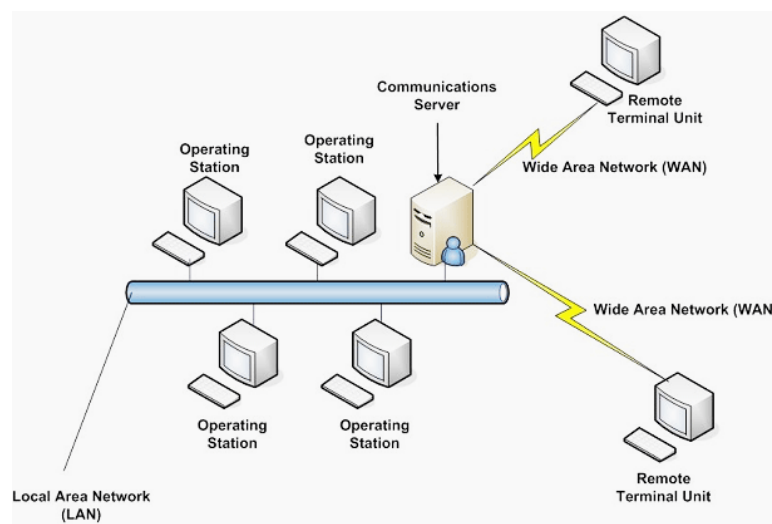 Communications
Server
Remote
Terminal Unit
Operating
Station
Operating
Station
Wide Area Network (WAN)
Wide Area Network (WAN
Operating
Station
Operating
Station
Remote
Terminal Unit
Local Area Network
(LAN)